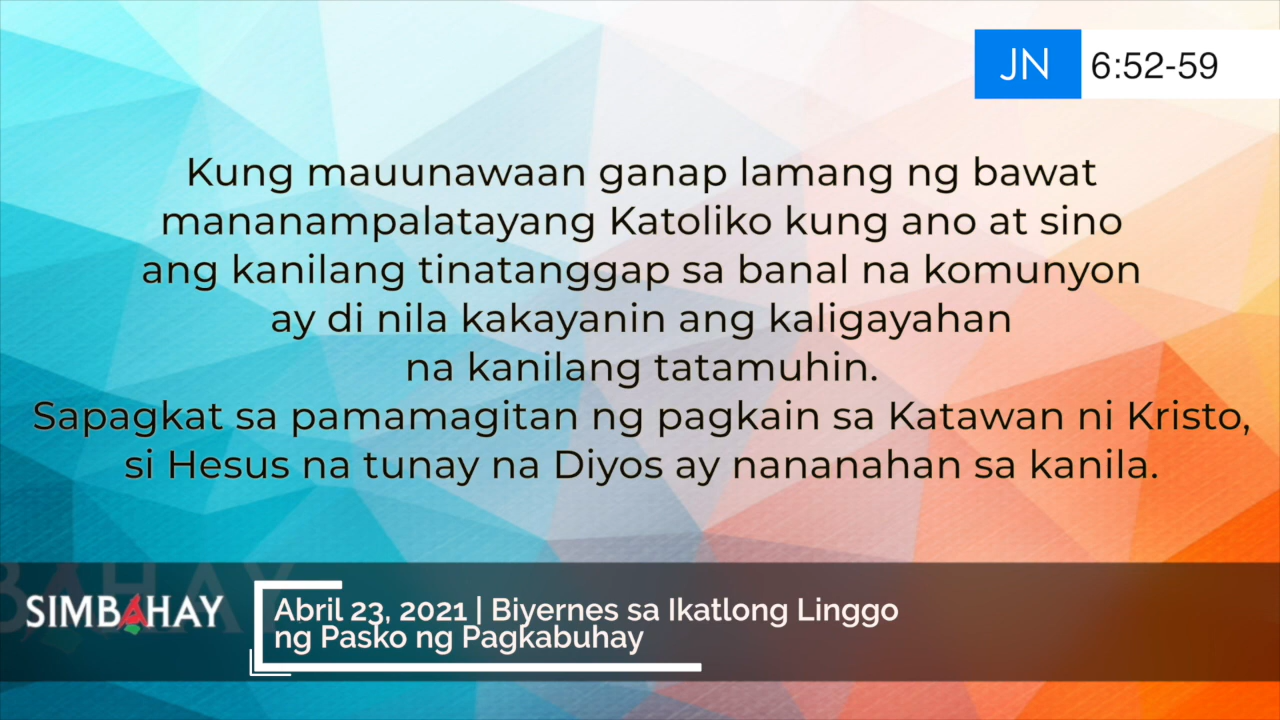 JN 6:52-59
Kung mauunawaan ganap lamang ng bawat
mananampalatayang Katoliko kung ano at sino
ang kanilang tinatanggap sa banal na komunyon
ay di nila kakayanin ang kaligayahan
na kanilang tatamuhin.
Sapagkat sa pamamagitan ng pagkain sa Katawan ni Kristo,
si Hesus na tunay na Diyos ay nananahan sa kanila.
SIMBAHAY
Abril 23, 2021 | Biyernes sa Ikatlong Linggo
ng Pasko ng Pagkabuhay